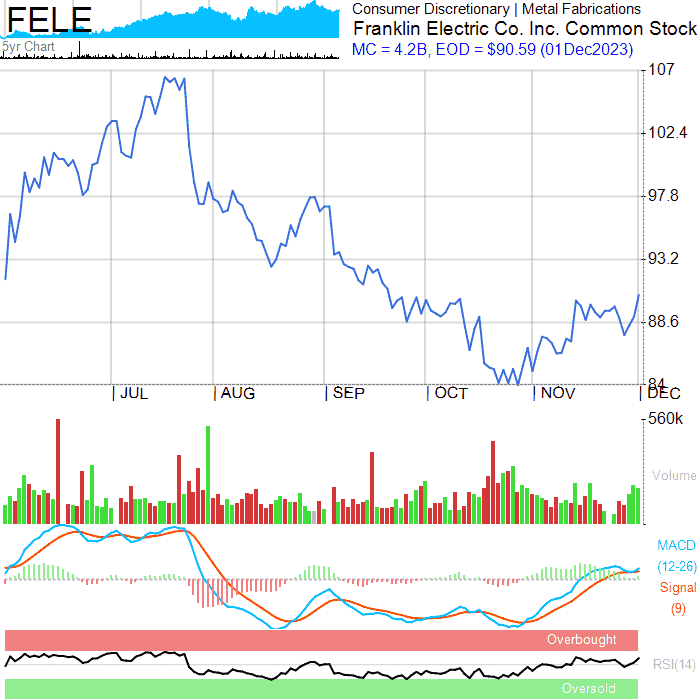 FELE
5yr Chart
Consumer Discretionary | Metal Fabrications
Franklin Electric Co. Inc. Common Stock
MC = 4.2B, EOD = $90.59 (01Dec2023)
107
102.4
97.8
93.2
88.6
84
JUL AUG SEP OCT NOV DEC
560k
Volume
MACD
(12-26)
Signal
(9)
Overbought
RSI(14)
Oversold